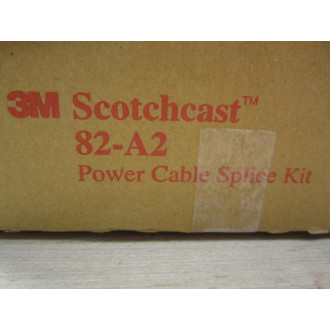 3M Scotchcast™
82-A2
Power Cable Splice Kit